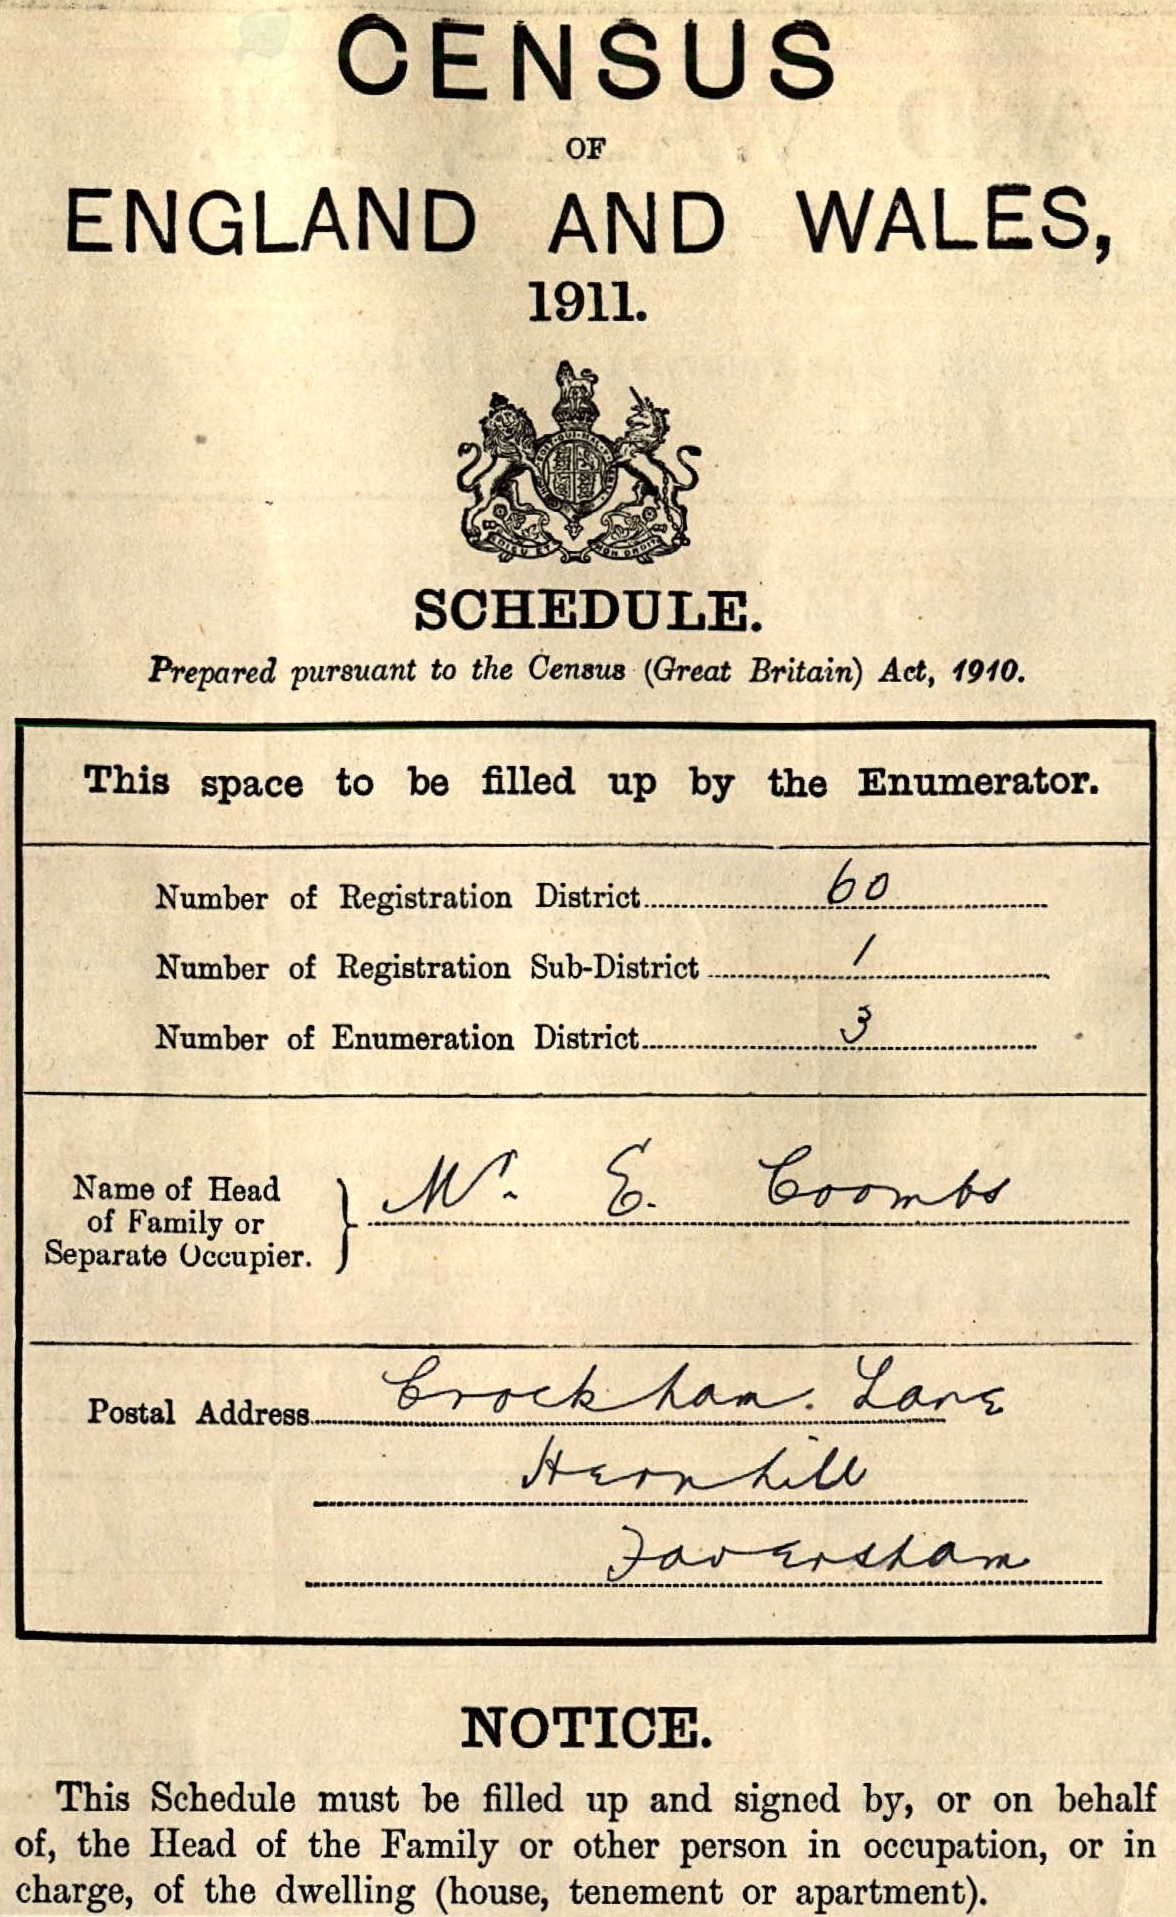 CENSUS
OF
ENGLAND AND WALES,
1911.
DIEU ET MON DROIT
SCHEDULE.
Prepared pursuant to the Census (Great Britain) Act, 1910.
This space to be filled up by the Enumerator.
Number of Registration District 60
Number of Registration Sub-District 1
Number of Enumeration District 3
Name of Head
of Family or
Separate Occupier.
Mr. E. Coombs
Postal Address Crockham. Lane
Hernhill
Faversham
NOTICE.
This Schedule must be filled up and signed by, or on behalf
of, the Head of the Family or other person in occupation, or in
charge, of the dwelling (house, tenement or apartment).